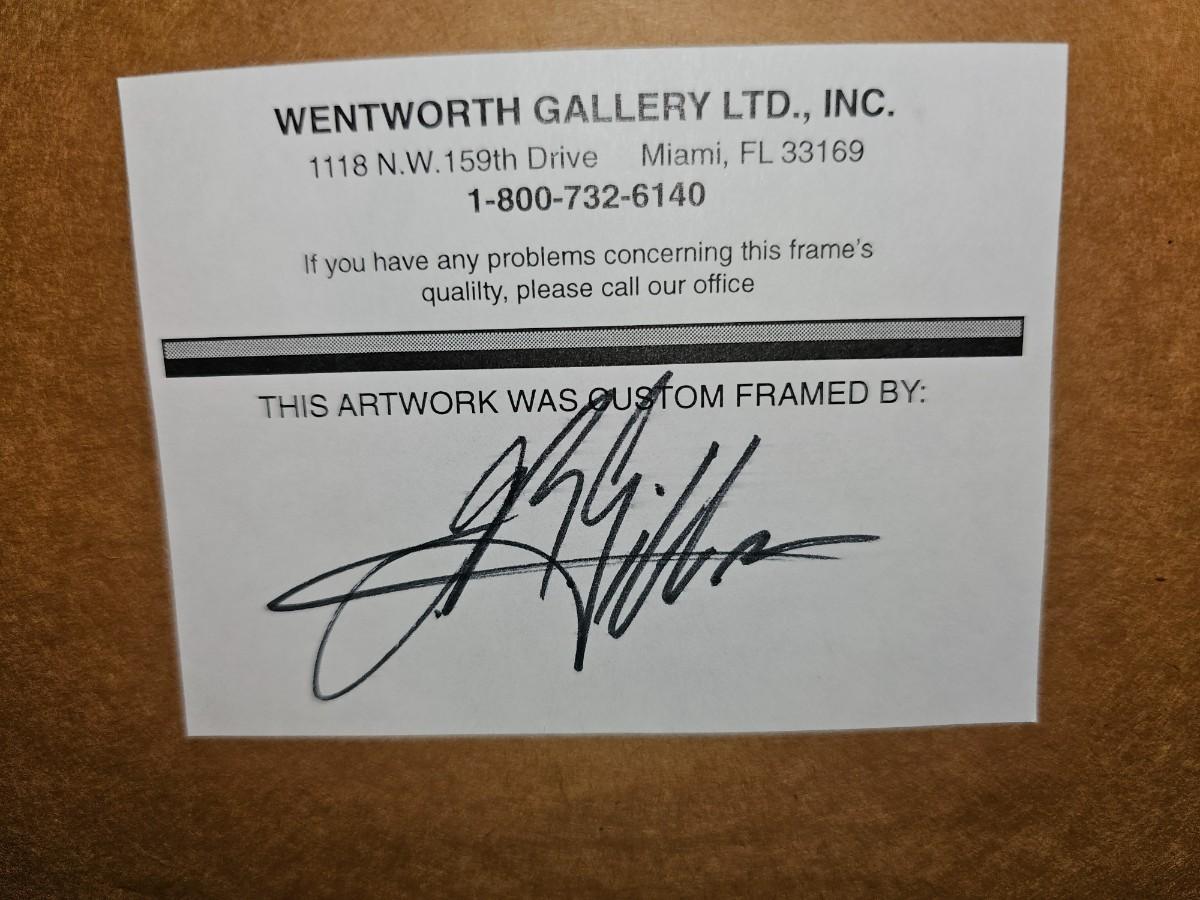 WENTWORTH GALLERY LTD., INC.
1118 N.W.159th Drive Miami, FL 33169
1-800-732-6140
If you have any problems concerning this frame's
qualilty, please call our office
THIS ARTWORK WAS CUSTOM FRAMED BY: